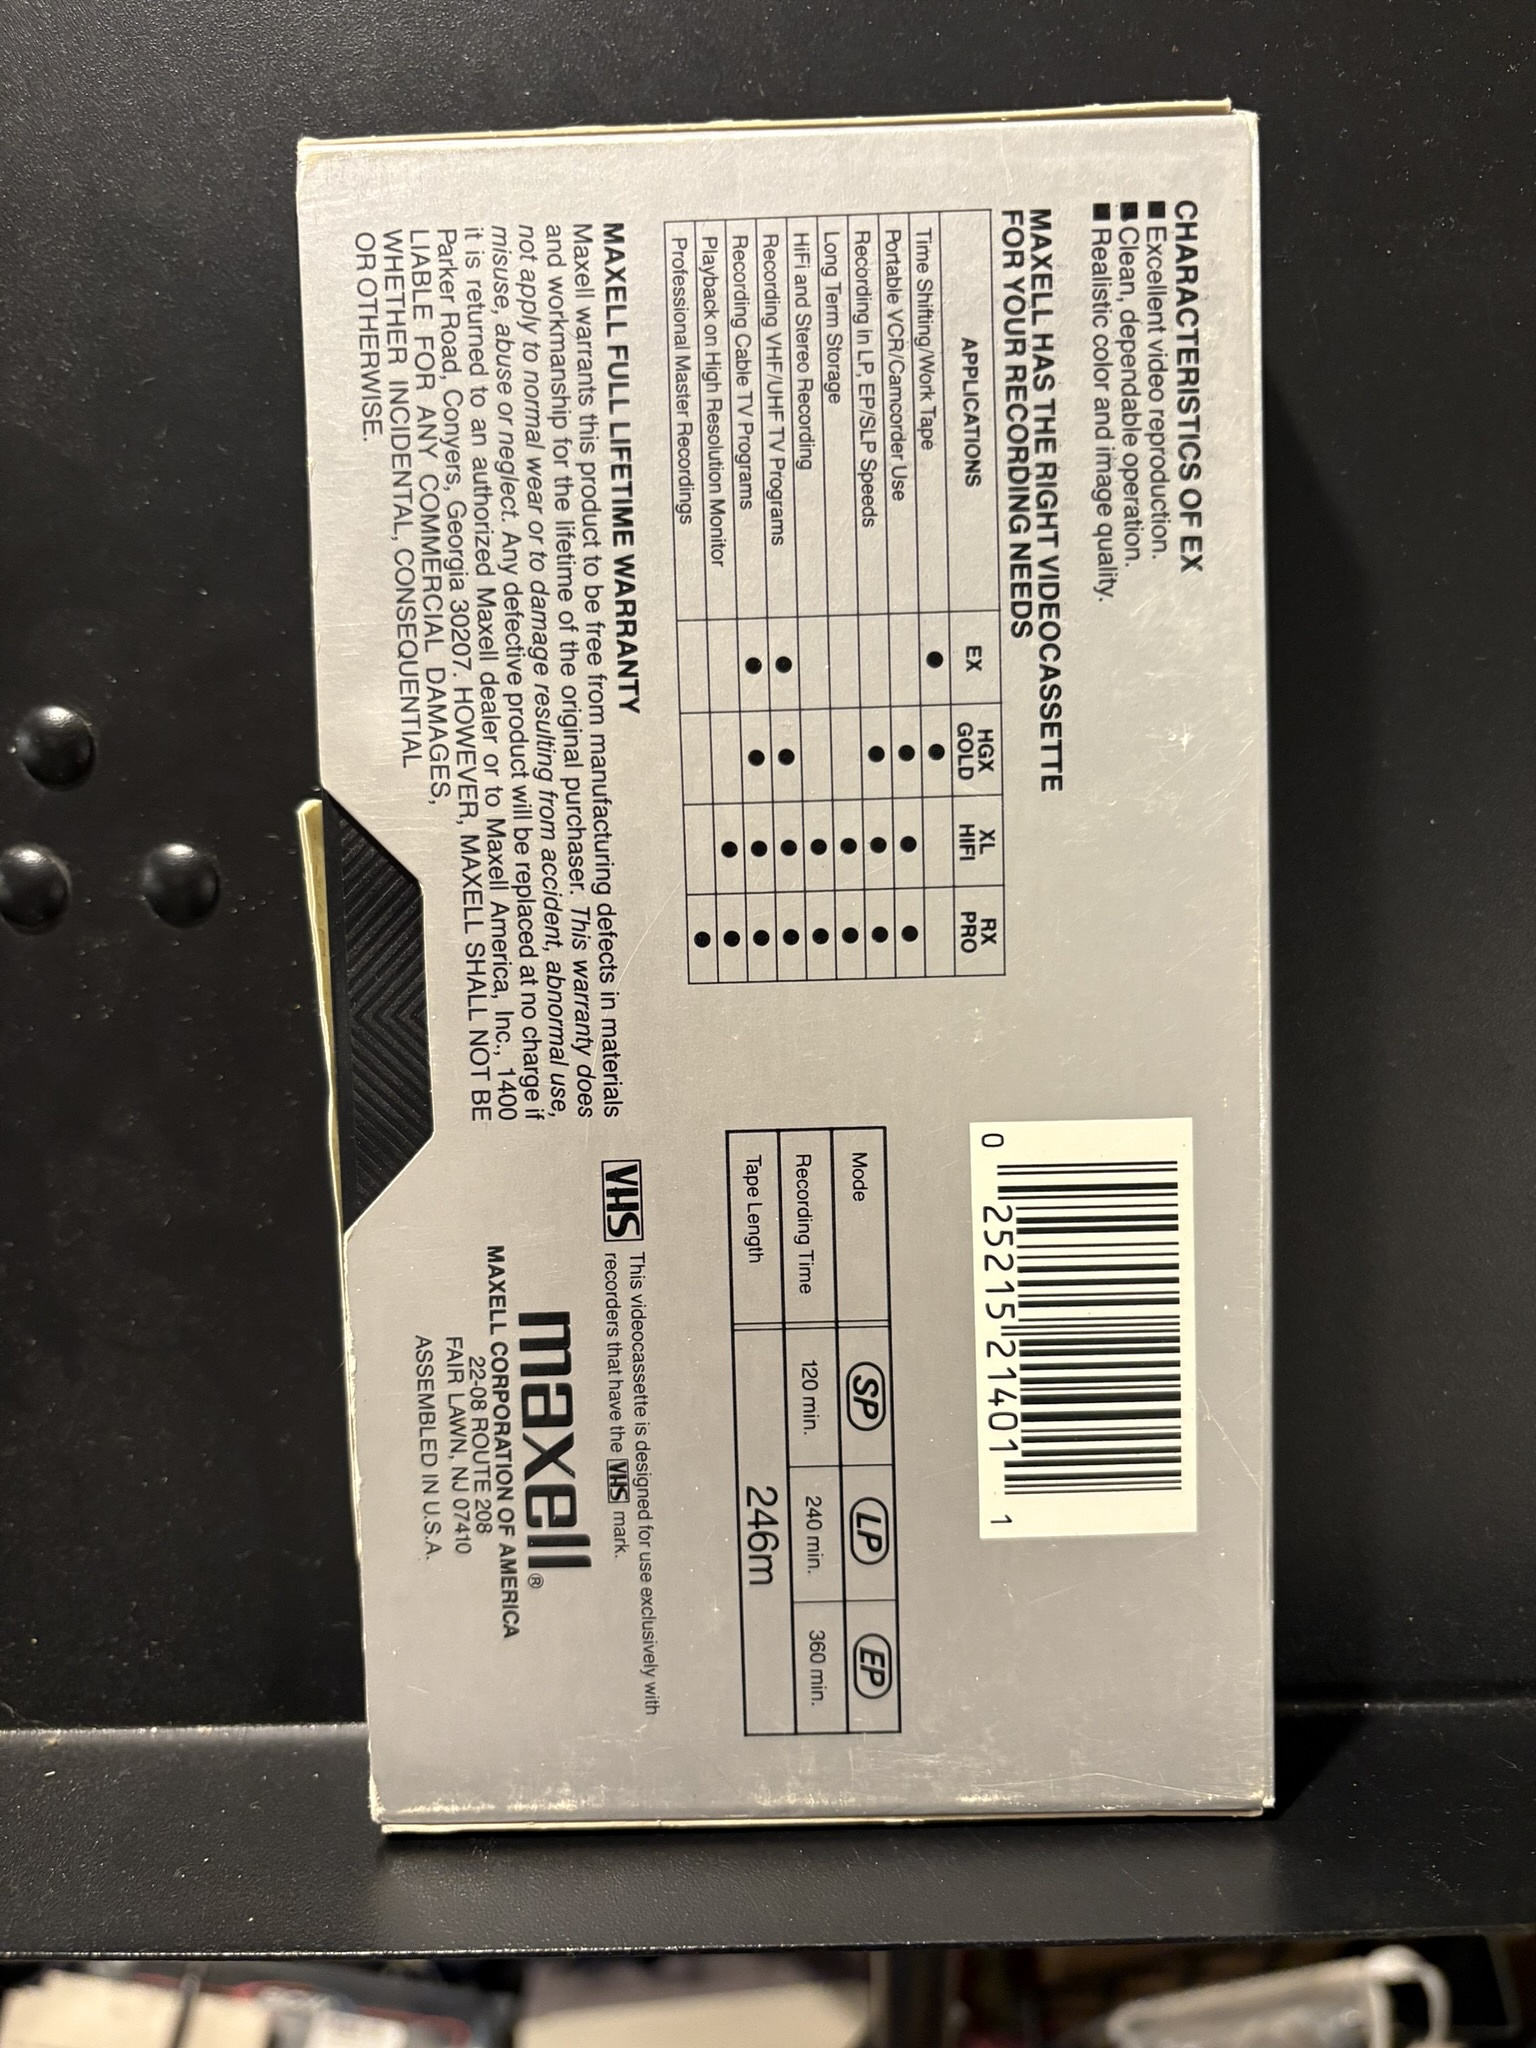 CHARACTERISTICS OF EX
■ Excellent video reproduction.
■ Clean, dependable operation.
■ Realistic color and image quality.
MAXELL HAS THE RIGHT VIDEOCASSETTE
FOR YOUR RECORDING NEEDS
APPLICATIONS EX HGX GOLD XL HIFI RX PRO
Time Shifting/Work Tape ● ●
Portable VCR/Camcorder Use ● ● ●
Recording in LP, EP/SLP Speeds ● ● ●
Long Term Storage ● ●
HiFi and Stereo Recording ● ●
Recording VHF/UHF TV Programs ● ● ● ●
Recording Cable TV Programs ● ● ● ●
Playback on High Resolution Monitor ● ●
Professional Master Recordings ●
MAXELL FULL LIFETIME WARRANTY
Maxell warrants this product to be free from manufacturing defects in materials
and workmanship for the lifetime of the original purchaser. This warranty does
not apply to normal wear or to damage resulting from accident, abnormal use,
misuse, abuse or neglect. Any defective product will be replaced at no charge if
it is returned to an authorized Maxell dealer or to Maxell America, Inc., 1400
Parker Road, Conyers, Georgia 30207. HOWEVER, MAXELL SHALL NOT BE
LIABLE FOR ANY COMMERCIAL DAMAGES,
WHETHER INCIDENTAL, CONSEQUENTIAL
OR OTHERWISE.
0 25215 21401 1
Mode SP LP EP
Recording Time 120 min. 240 min. 360 min.
Tape Length 246m
VHS This videocassette is designed for use exclusively with
recorders that have the VHS mark.
maxell®
MAXELL CORPORATION OF AMERICA
22-08 ROUTE 208
FAIR LAWN, NJ 07410
ASSEMBLED IN U.S.A.